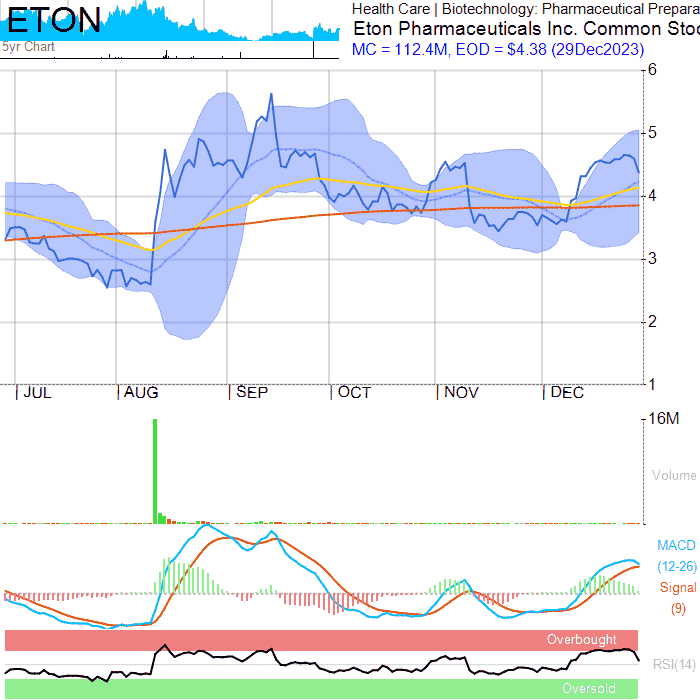 ETON
5yr Chart
Health Care | Biotechnology: Pharmaceutical Prepara
Eton Pharmaceuticals Inc. Common Stoc
MC = 112.4M, EOD = $4.38 (29Dec2023)
6
5
4
3
2
1
JUL AUG SEP OCT NOV DEC
16M
Volume
MACD
(12-26)
Signal
(9)
Overbought
RSI(14)
Oversold